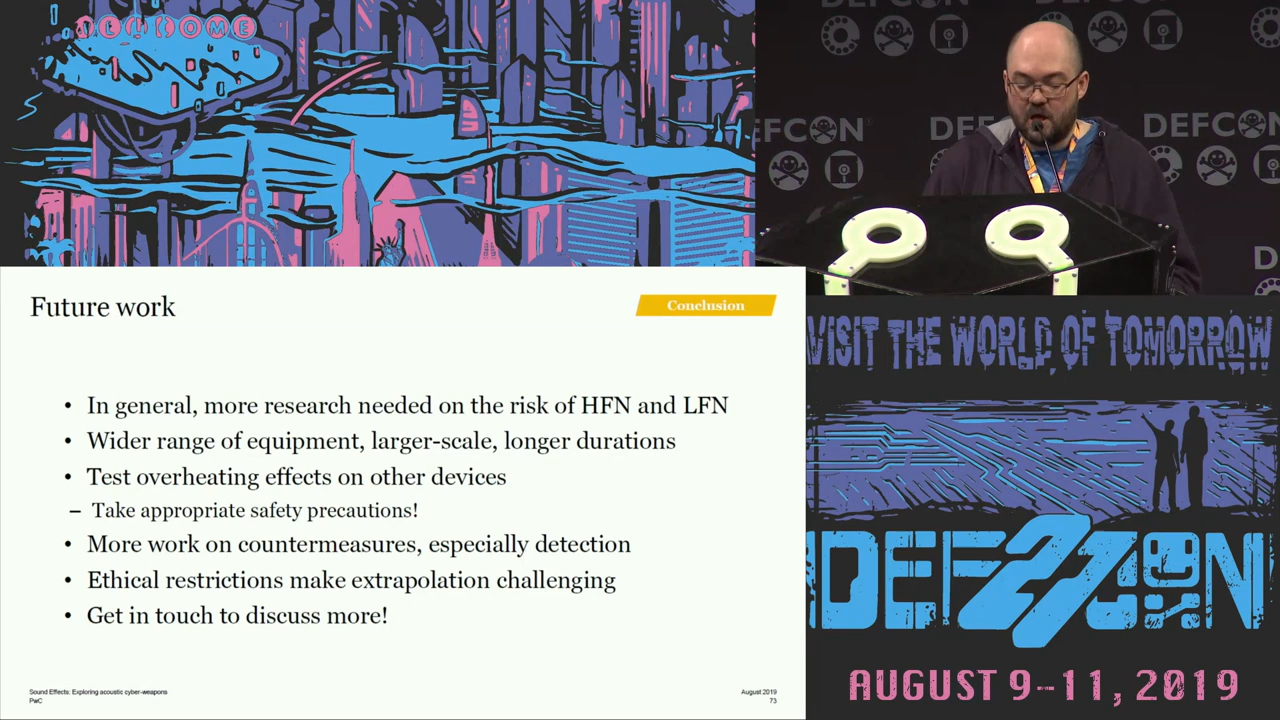 WELCOME
DEFCON
DEFCON
DEFCON
Future work
Conclusion
• In general, more research needed on the risk of HFN and LFN
• Wider range of equipment, larger-scale, longer durations
• Test overheating effects on other devices
– Take appropriate safety precautions!
• More work on countermeasures, especially detection
• Ethical restrictions make extrapolation challenging
• Get in touch to discuss more!
Sound Effects: Exploring acoustic cyber-weapons
PwC
August 2019
73
VISIT THE WORLD OF TOMORROW
DEF 27 CON
AUGUST 9-11, 2019